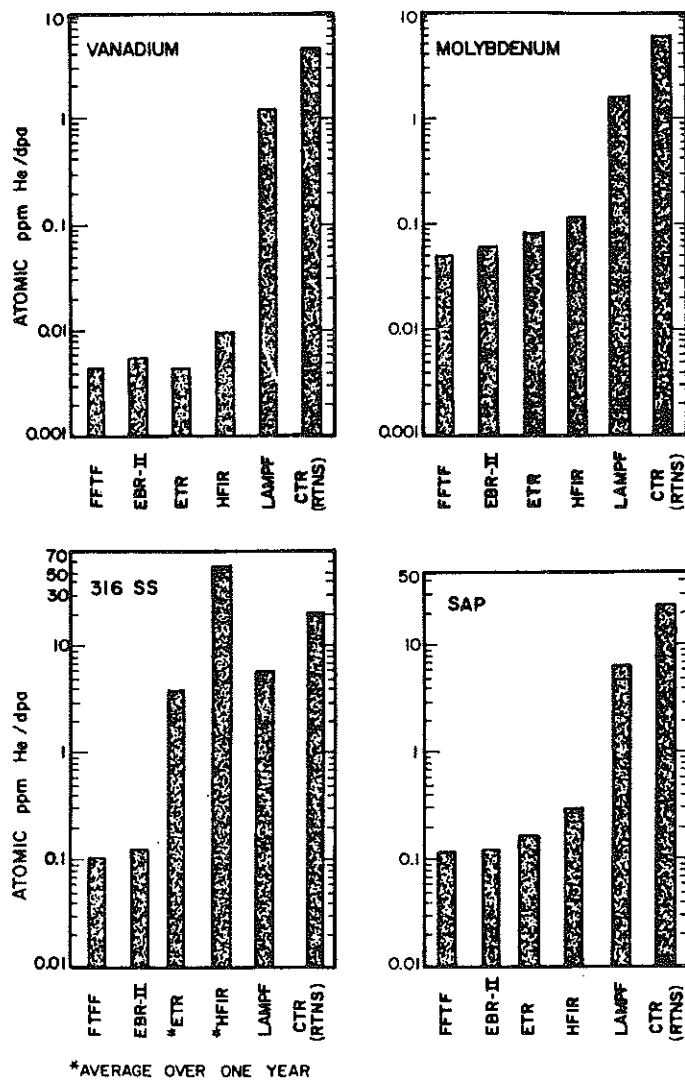 VANADIUM
ATOMIC ppm He/dpa
10
1
0.1
0.01
0.001
FFTF
EBR-II
ETR
HFIR
LAMPF
CTR
(RTNS)
MOLYBDENUM
10
1
0.1
0.01
0.001
FFTF
EBR-II
ETR
HFIR
LAMPF
CTR
(RTNS)
316 SS
ATOMIC ppm He/dpa
70
50
30
10
1
0.1
0.01
FTFF
EBR-II
*ETR
*HFIR
LAMPF
CTR
(RTNS)
SAP
50
10
1
0.1
0.01
FFTF
EBR-II
ETR
HFIR
LAMPF
CTR
(RTNS)
*AVERAGE OVER ONE YEAR